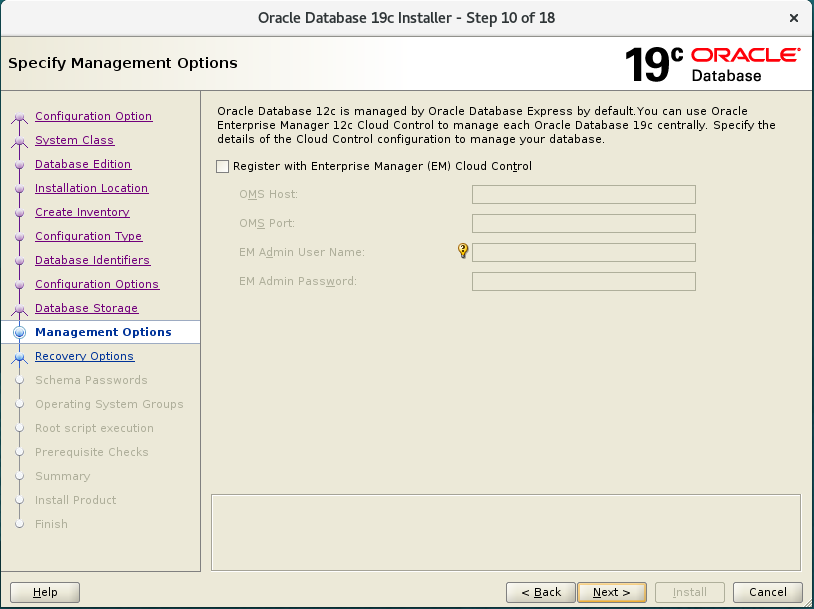 Oracle Database 19c Installer - Step 10 of 18
×
Specify Management Options
19c ORACLE
Database
Configuration Option
System Class
Database Edition
Installation Location
Create Inventory
Configuration Type
Database Identifiers
Configuration Options
Database Storage
Management Options
Recovery Options
Schema Passwords
Operating System Groups
Root script execution
Prerequisite Checks
Summary
Install Product
Finish
Oracle Database 12c is managed by Oracle Database Express by default.You can use Oracle
Enterprise Manager 12c Cloud Control to manage each Oracle Database 19c centrally. Specify the
details of the Cloud Control configuration to manage your database.
Register with Enterprise Manager (EM) Cloud Control
OMS Host:
OMS Port:
EM Admin User Name:
EM Admin Password:
Help
< Back
Next >
Install
Cancel